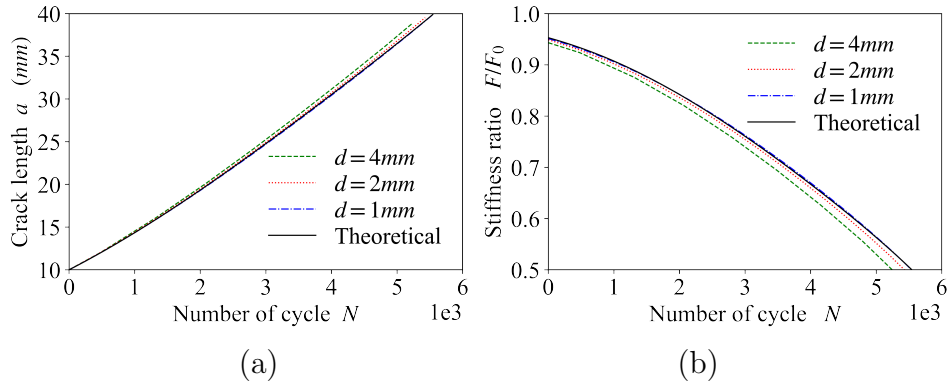 40
35
30
25
20
15
10
Crack length a (mm)
d = 4mm
d = 2mm
d = 1mm
Theoretical
0 1 2 3 4 5 6
Number of cycle N 1e3
(a)
1.0
0.9
0.8
0.7
0.6
0.5
Stiffness ratio F/F₀
d = 4mm
d = 2mm
d = 1mm
Theoretical
0 1 2 3 4 5 6
Number of cycle N 1e3
(b)